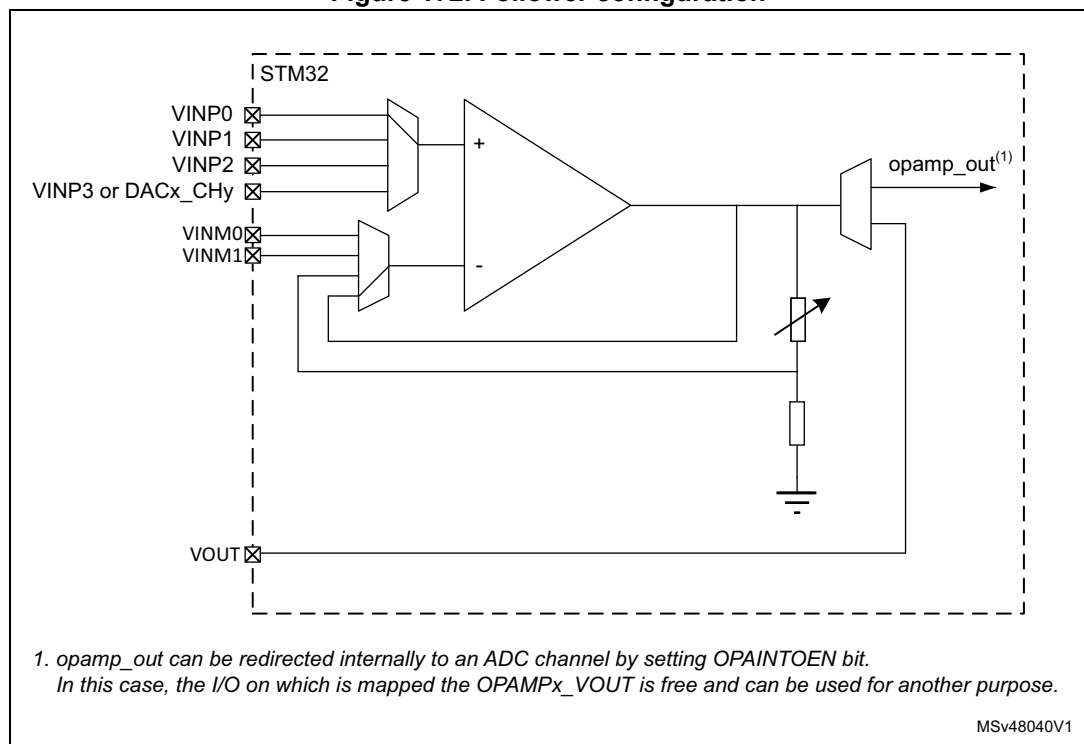 STM32
VINP0
VINP1
VINP2
VINP3 or DACx_CHy
VINM0
VINM1
+
-
opamp_out(1)
VOUT
1. opamp_out can be redirected internally to an ADC channel by setting OPAINTOEN bit.
In this case, the I/O on which is mapped the OPAMPx_VOUT is free and can be used for another purpose.
MSv48040V1